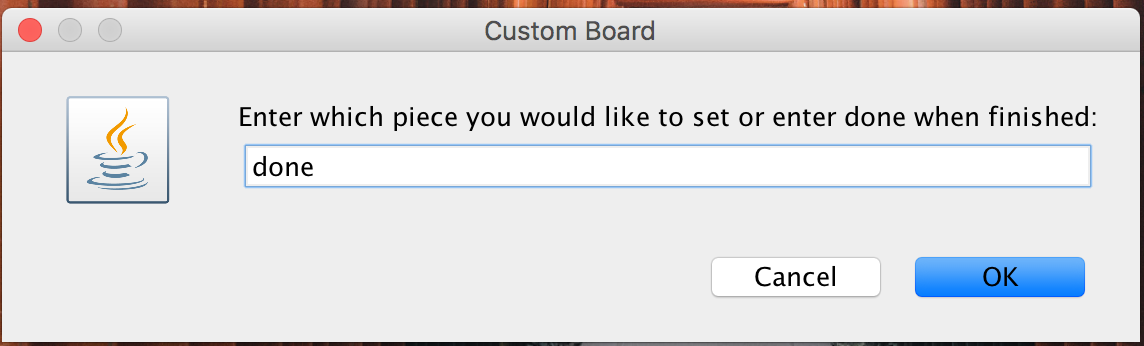 Custom Board
Enter which piece you would like to set or enter done when finished:
done
Cancel OK